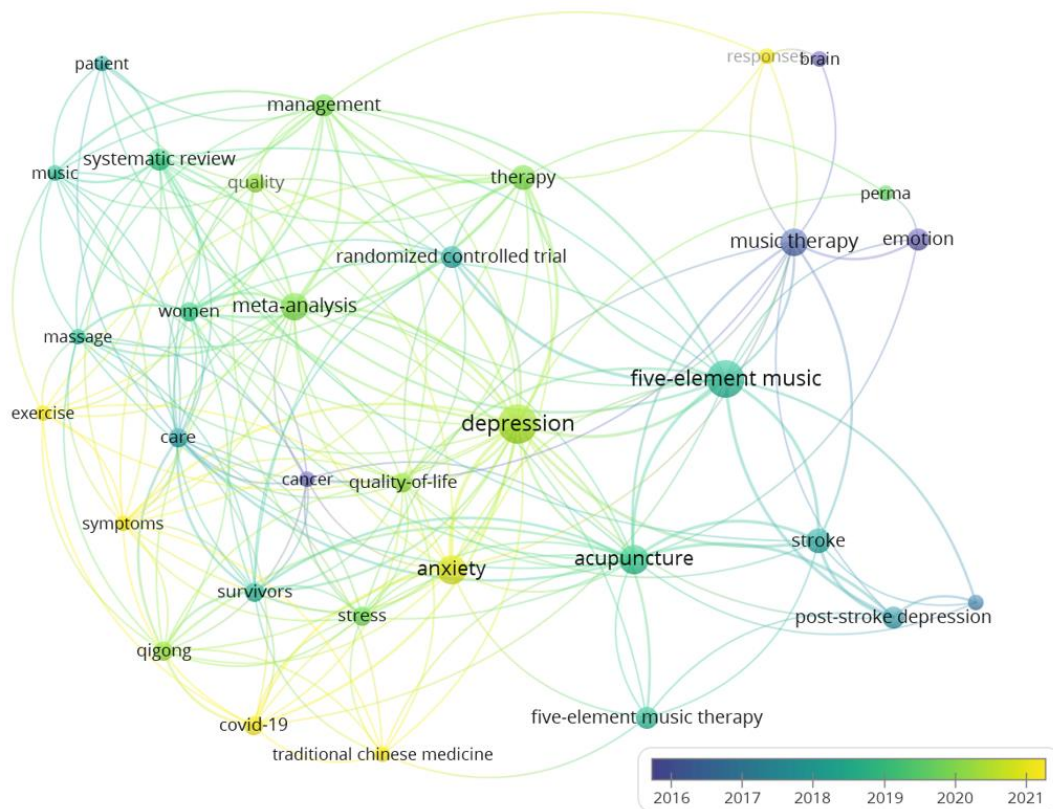 patient
responses
brain
management
systematic review
music
quality
therapy
perma
music therapy
emotion
randomized controlled trial
women
meta-analysis
massage
five-element music
exercise
care
depression
cancer
quality-of-life
symptoms
stroke
acupuncture
anxiety
survivors
stress
post-stroke depression
qigong
five-element music therapy
covid-19
traditional chinese medicine
2016 2017 2018 2019 2020 2021